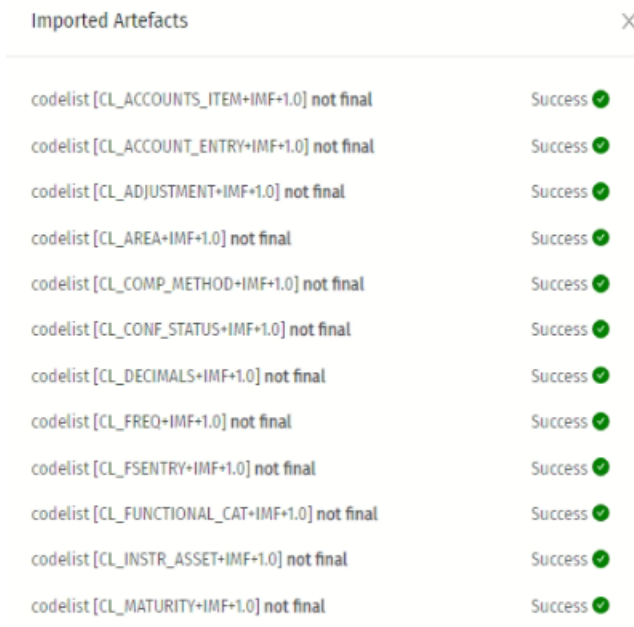 Imported Artefacts
codelist [CL_ACCOUNTS_ITEM+IMF+1.0] not final Success
codelist [CL_ACCOUNT_ENTRY+IMF+1.0] not final Success
codelist [CL_ADJUSTMENT+IMF+1.0] not final Success
codelist [CL_AREA+IMF+1.0] not final Success
codelist [CL_COMP_METHOD+IMF+1.0] not final Success
codelist [CL_CONF_STATUS+IMF+1.0] not final Success
codelist [CL_DECIMALS+IMF+1.0] not final Success
codelist [CL_FREQ+IMF+1.0] not final Success
codelist [CL_FSENTRY+IMF+1.0] not final Success
codelist [CL_FUNCTIONAL_CAT+IMF+1.0] not final Success
codelist [CL_INSTR_ASSET+IMF+1.0] not final Success
codelist [CL_MATURITY+IMF+1.0] not final Success